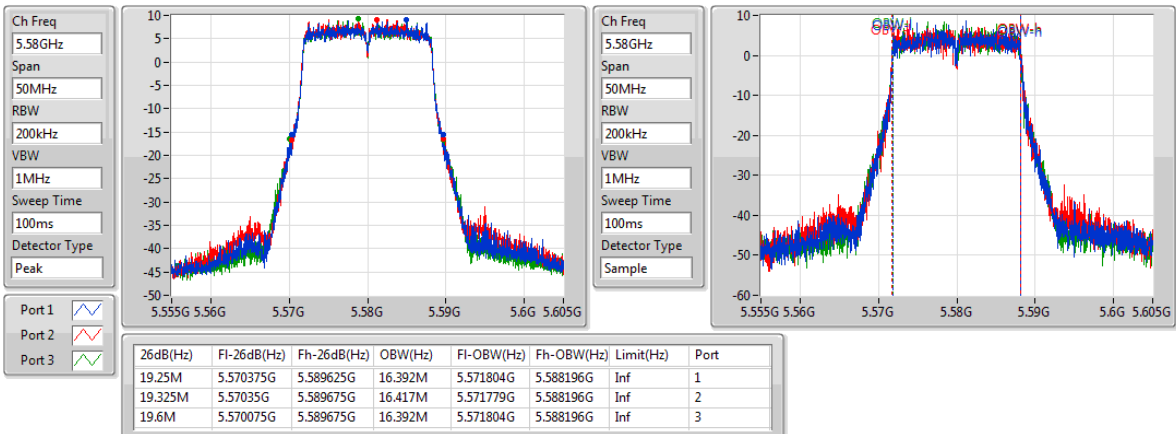 Ch Freq
5.58GHz
Span
50MHz
RBW
200kHz
VBW
1MHz
Sweep Time
100ms
Detector Type
Peak
10
5
0
-5
-10
-15
-20
-25
-30
-35
-40
-45
-50
5.555G 5.56G 5.57G 5.58G 5.59G 5.6G 5.605G
Ch Freq
5.58GHz
Span
50MHz
RBW
200kHz
VBW
1MHz
Sweep Time
100ms
Detector Type
Sample
10
0
-10
-20
-30
-40
-50
-60
OBW-l OBW-h
5.555G 5.56G 5.57G 5.58G 5.59G 5.6G 5.605G
Port 1
Port 2
Port 3
26dB(Hz) Fl-26dB(Hz) Fh-26dB(Hz) OBW(Hz) Fl-OBW(Hz) Fh-OBW(Hz) Limit(Hz) Port
19.25M 5.570375G 5.589625G 16.392M 5.571804G 5.588196G Inf 1
19.325M 5.57035G 5.589675G 16.417M 5.571779G 5.588196G Inf 2
19.6M 5.570075G 5.589675G 16.392M 5.571804G 5.588196G Inf 3